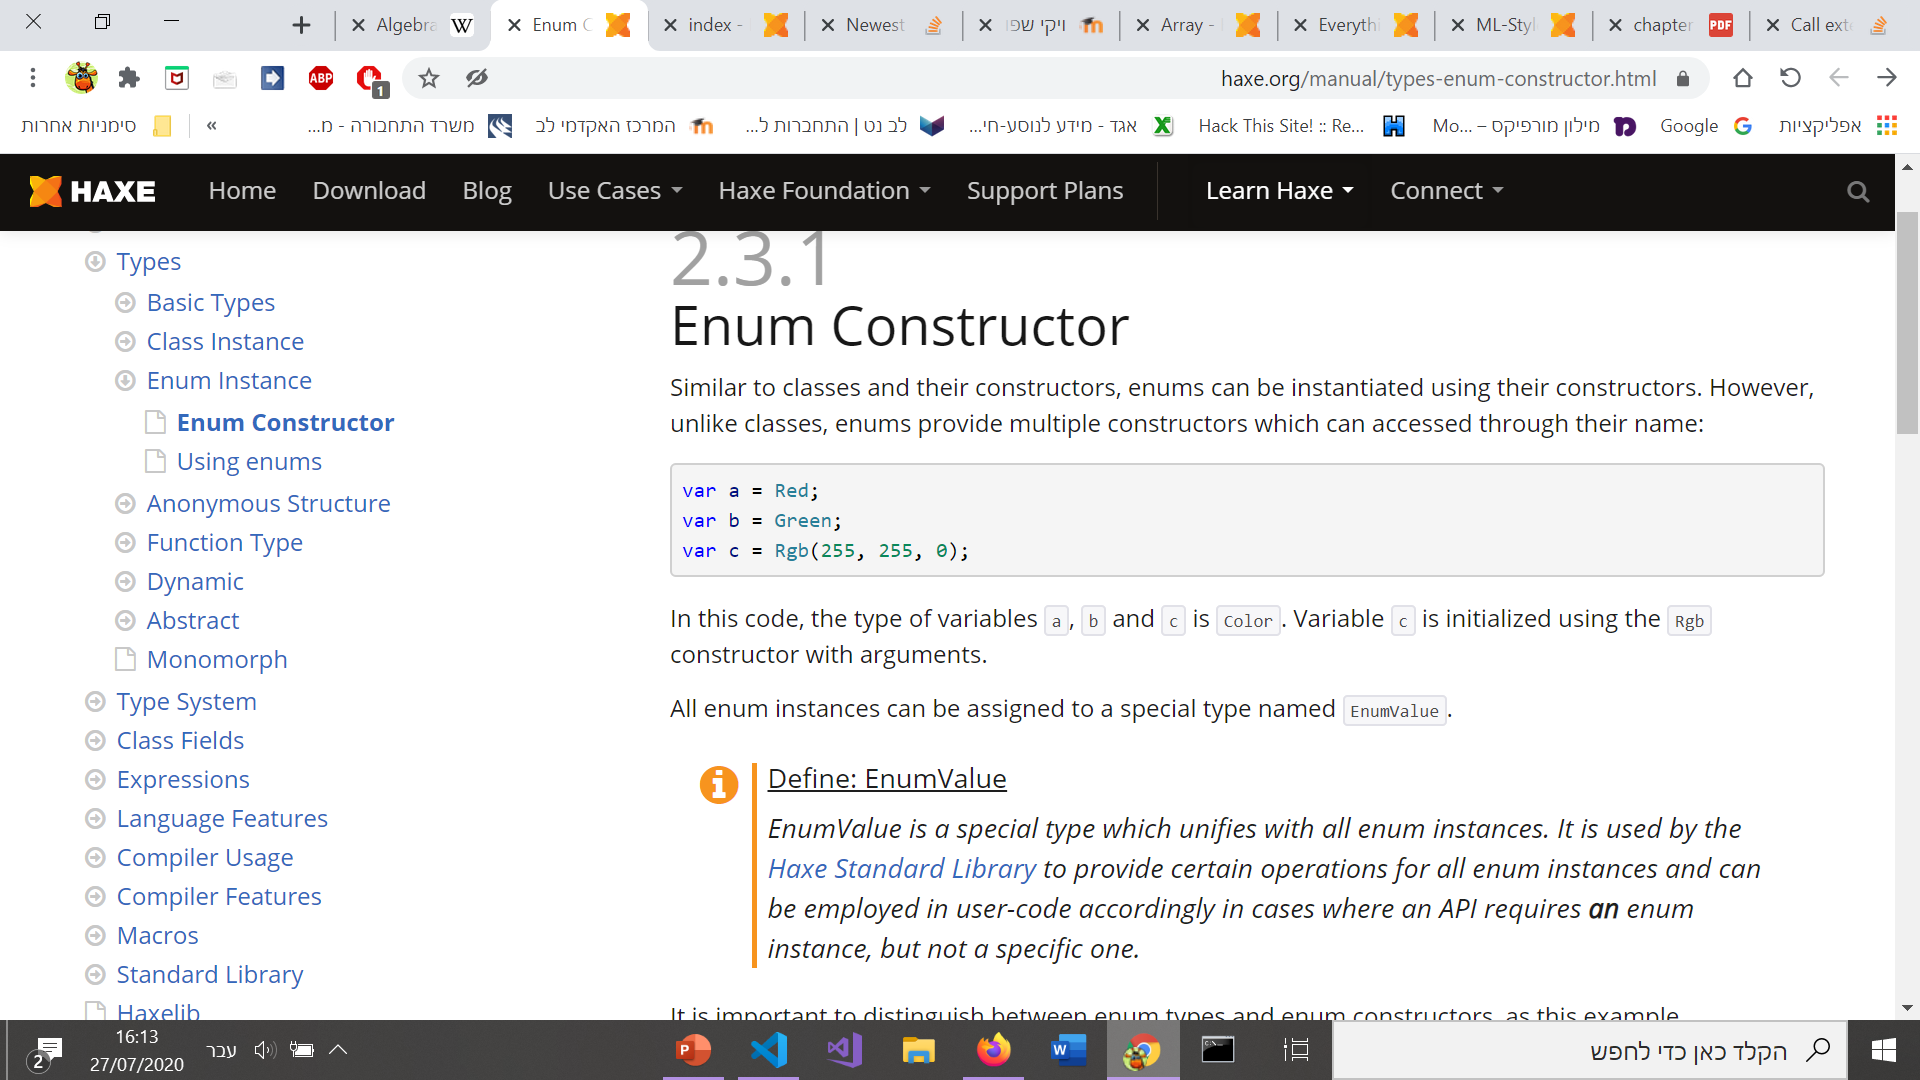 Algebra
Enum C
index -
Newest
ויקי שפו
Array -
Everythi
ML-Style
chapter
Call exte
haxe.org/manual/types-enum-constructor.html
1
אפליקציות
Google
מילון מורפיקס – Mo...
Hack This Site! :: Re...
אגד - מידע לנוסע-חי...
לב נט | התחברות ל...
המרכז האקדמי לב
משרד התחבורה - מ...
«
סימניות אחרות
HAXE
Home
Download
Blog
Use Cases
Haxe Foundation
Support Plans
Learn Haxe
Connect
Types
Basic Types
Class Instance
Enum Instance
Enum Constructor
Using enums
Anonymous Structure
Function Type
Dynamic
Abstract
Monomorph
Type System
Class Fields
Expressions
Language Features
Compiler Usage
Compiler Features
Macros
Standard Library
Haxelib
2.3.1
Enum Constructor
Similar to classes and their constructors, enums can be instantiated using their constructors. However,
unlike classes, enums provide multiple constructors which can accessed through their name:
var a = Red;
var b = Green;
var c = Rgb(255, 255, 0);
In this code, the type of variables a, b and c is Color. Variable c is initialized using the Rgb
constructor with arguments.
All enum instances can be assigned to a special type named EnumValue.
Define: EnumValue
EnumValue is a special type which unifies with all enum instances. It is used by the
Haxe Standard Library to provide certain operations for all enum instances and can
be employed in user-code accordingly in cases where an API requires an enum
instance, but not a specific one.
It is important to distinguish between enum types and enum constructors, as this example
2
16:13
27/07/2020
עבר
הקלד כאן כדי לחפש